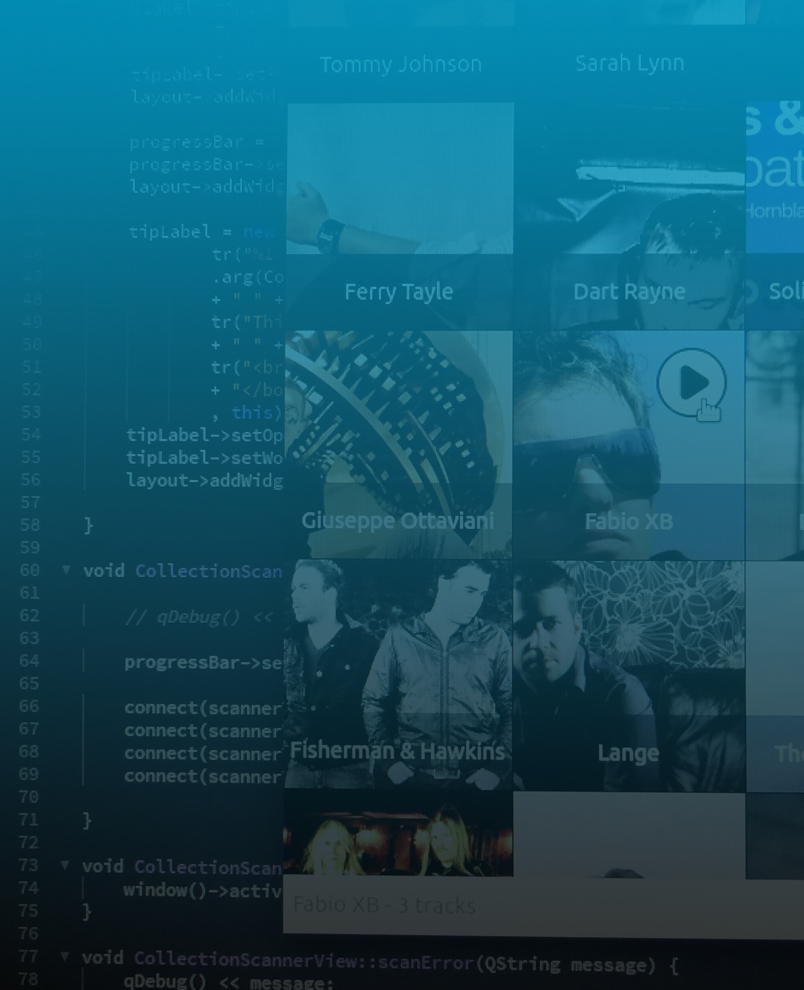 tipLabel->set
layout->addWid
progressBar =
progressBar->se
layout->addWidg
tipLabel = new
tr("%1
.arg(Co
48 + " " +
49 tr("Thi
50 + " " +
51 tr("<br
52 + "</bo
53 , this)
54 tipLabel->setOp
55 tipLabel->setWo
56 layout->addWidg
57
58 }
59
60 ▼ void CollectionScan
61
62 // qDebug() <<
63
64 progressBar->se
65
66 connect(scanner
67 connect(scanner
68 connect(scanner
69 connect(scanner
70
71 }
72
73 ▼ void CollectionScan
74 window()->activ
75 }
76
77 ▼ void CollectionScannerView::scanError(QString message) {
78 qDebug() << message;
Tommy Johnson
Sarah Lynn
s &
pat
Hornbla
Ferry Tayle
Dart Rayne
Soli
Giuseppe Ottaviani
Fabio XB
Fisherman & Hawkins
Lange
The
Fabio XB - 3 tracks